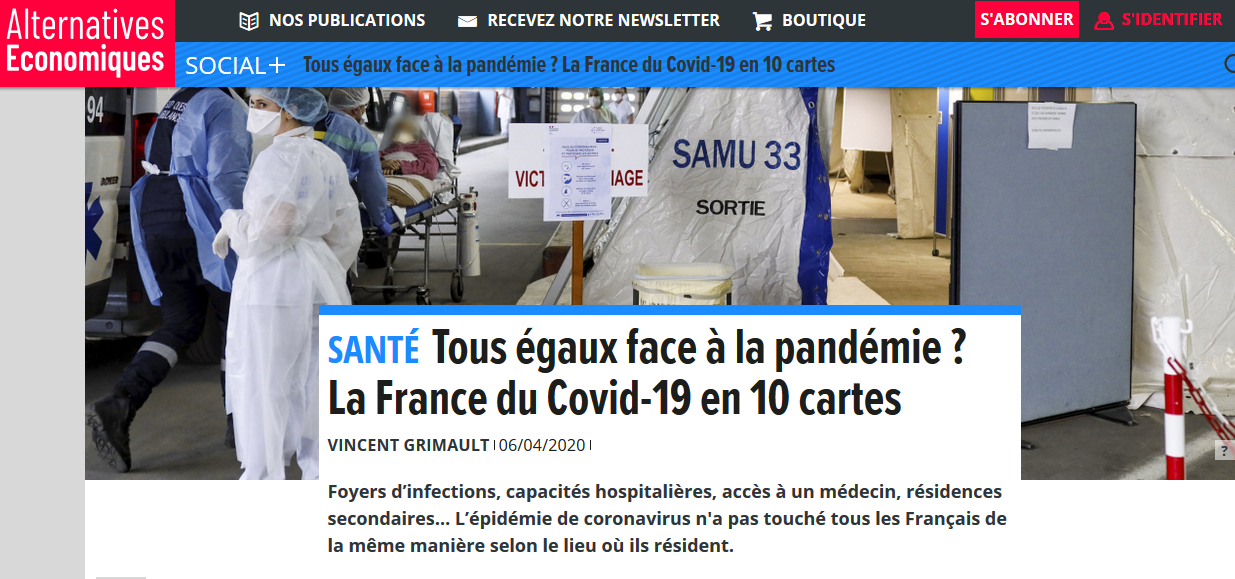 Alternatives
Economiques
NOS PUBLICATIONS
RECEVEZ NOTRE NEWSLETTER
BOUTIQUE
S'ABONNER
S'IDENTIFIER
SOCIAL+
Tous égaux face à la pandémie ? La France du Covid-19 en 10 cartes
94
SAMU 33
SORTIE
SANTÉ Tous égaux face à la pandémie ?
La France du Covid-19 en 10 cartes
VINCENT GRIMAULT | 06/04/2020 |
?
Foyers d’infections, capacités hospitalières, accès à un médecin, résidences
secondaires... L’épidémie de coronavirus n'a pas touché tous les Français de
la même manière selon le lieu où ils résident.